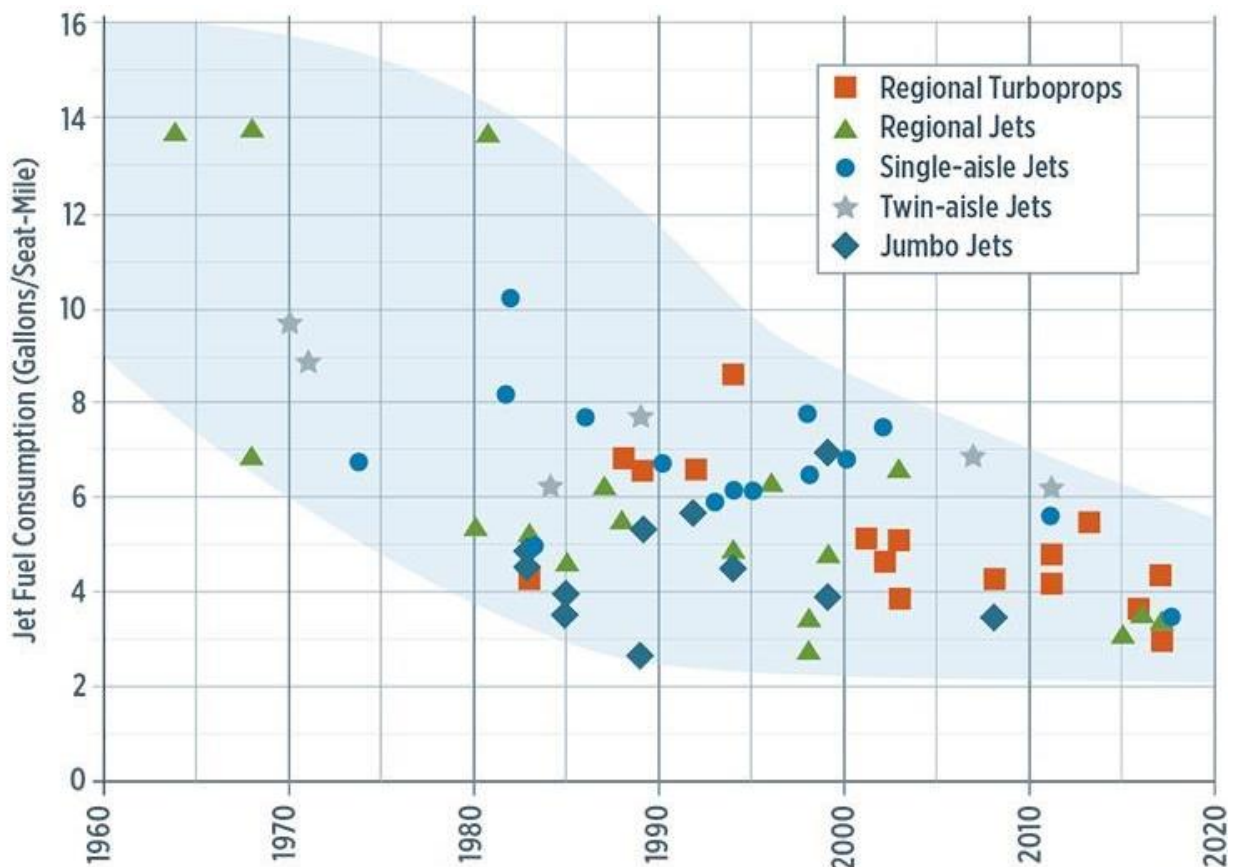 Jet Fuel Consumption (Gallons/Seat-Mile)
16
14
12
10
8
6
4
2
0
Regional Turboprops
Regional Jets
Single-aisle Jets
Twin-aisle Jets
Jumbo Jets
1960
1970
1980
1990
2000
2010
2020